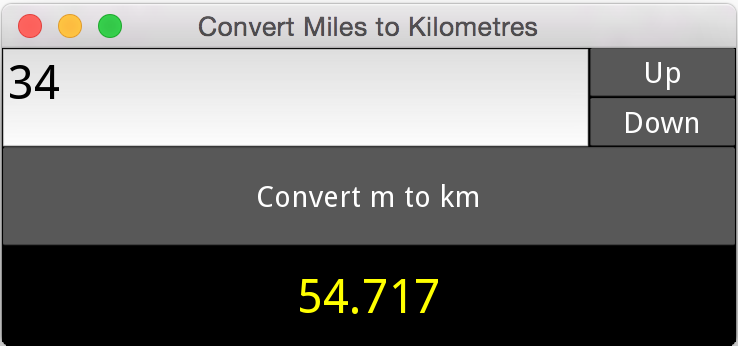 Convert Miles to Kilometres
34
Up
Down
Convert m to km
54.717